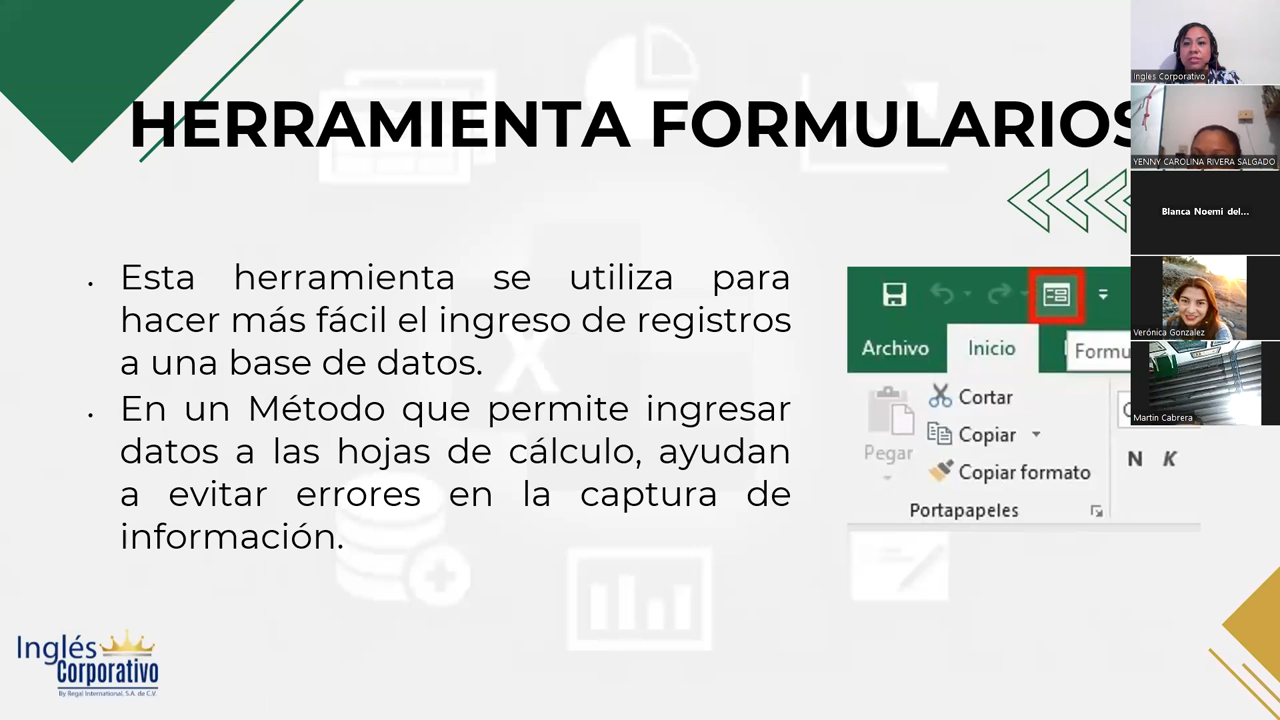 HERRAMIENTA FORMULARIOS
Esta herramienta se utiliza para
hacer más fácil el ingreso de registros
a una base de datos.
En un Método que permite ingresar
datos a las hojas de cálculo, ayudan
a evitar errores en la captura de
información.
Archivo Inicio Formu
Cortar
Copiar
Pegar
Copiar formato
N K
Portapapeles
Inglés
Corporativo
By Regal International, S.A. de C.V.
Ingles Corporativo
YENNY CAROLINA RIVERA SALGADO
Blanca Noemi del...
Verónica Gonzalez
Martin Cabrera